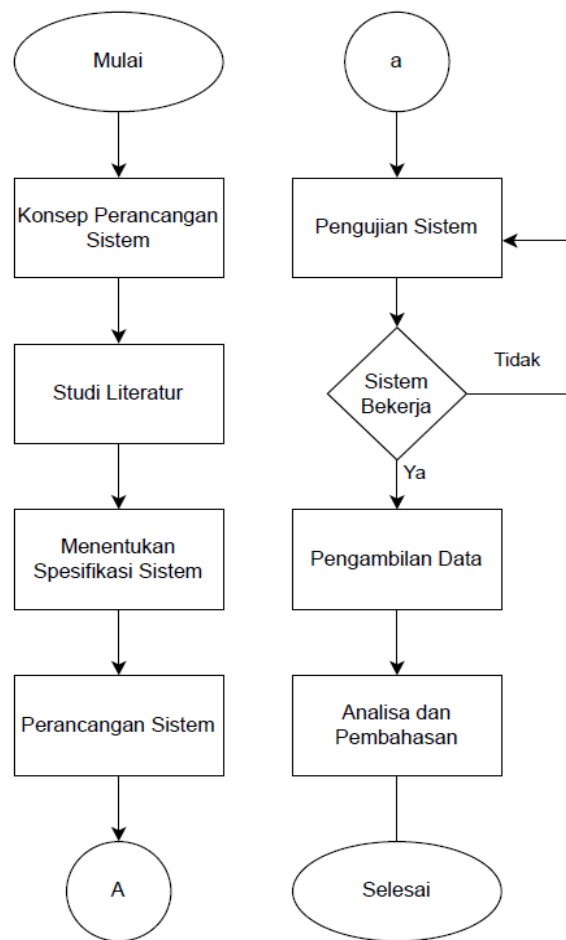 Mulai
Konsep Perancangan
Sistem
Studi Literatur
Menentukan
Spesifikasi Sistem
Perancangan Sistem
A
a
Pengujian Sistem
Sistem
Bekerja
Tidak
Ya
Pengambilan Data
Analisa dan
Pembahasan
Selesai